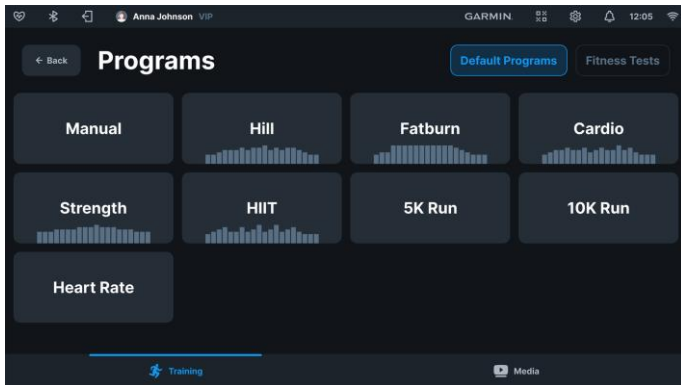 Anna Johnson VIP GARMIN. 12:05
← Back Programs Default Programs Fitness Tests
Manual Hill Fatburn Cardio
Strength HIIT 5K Run 10K Run
Heart Rate
Training Media